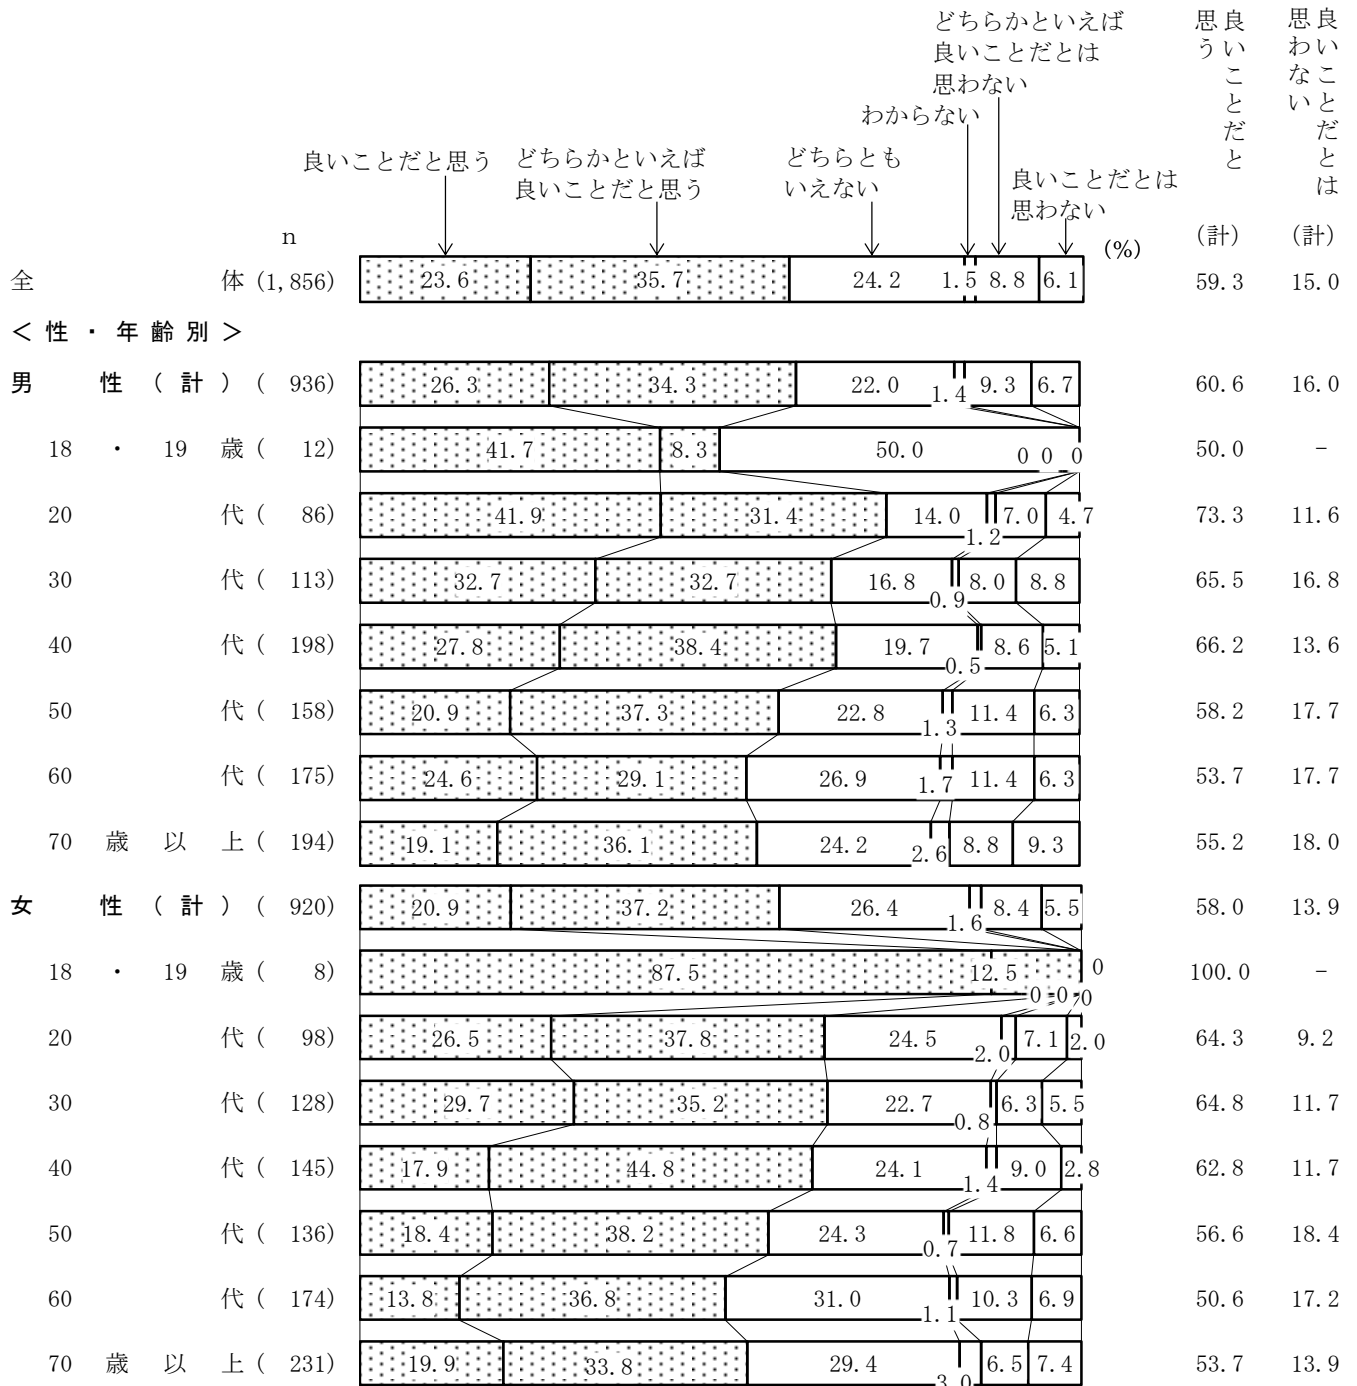 どちらかといえば
良いことだとは
思わない
わからない
良いことだと思う
どちらかといえば
良いことだと思う
どちらとも
いえない
良いことだとは
思わない
良いことだと
思う
(計)
良いことだとは
思わない
(計)
n
(%)
全 体 (1,856) 23.6 35.7 24.2 1.5 8.8 6.1 59.3 15.0
＜性・年齢別＞
男 性 (計) ( 936) 26.3 34.3 22.0 1.4 9.3 6.7 60.6 16.0
18 ・ 19 歳 ( 12) 41.7 8.3 50.0 0 0 0 50.0 -
20 代 ( 86) 41.9 31.4 14.0 1.2 7.0 4.7 73.3 11.6
30 代 ( 113) 32.7 32.7 16.8 0.9 8.0 8.8 65.5 16.8
40 代 ( 198) 27.8 38.4 19.7 0.5 8.6 5.1 66.2 13.6
50 代 ( 158) 20.9 37.3 22.8 1.3 11.4 6.3 58.2 17.7
60 代 ( 175) 24.6 29.1 26.9 1.7 11.4 6.3 53.7 17.7
70 歳 以 上 ( 194) 19.1 36.1 24.2 2.6 8.8 9.3 55.2 18.0
女 性 (計) ( 920) 20.9 37.2 26.4 1.6 8.4 5.5 58.0 13.9
18 ・ 19 歳 ( 8) 87.5 12.5 0 0 0 0 100.0 -
20 代 ( 98) 26.5 37.8 24.5 2.0 7.1 2.0 64.3 9.2
30 代 ( 128) 29.7 35.2 22.7 0.8 6.3 5.5 64.8 11.7
40 代 ( 145) 17.9 44.8 24.1 1.4 9.0 2.8 62.8 11.7
50 代 ( 136) 18.4 38.2 24.3 0.7 11.8 6.6 56.6 18.4
60 代 ( 174) 13.8 36.8 31.0 1.1 10.3 6.9 50.6 17.2
70 歳 以 上 ( 231) 19.9 33.8 29.4 3.0 6.5 7.4 53.7 13.9